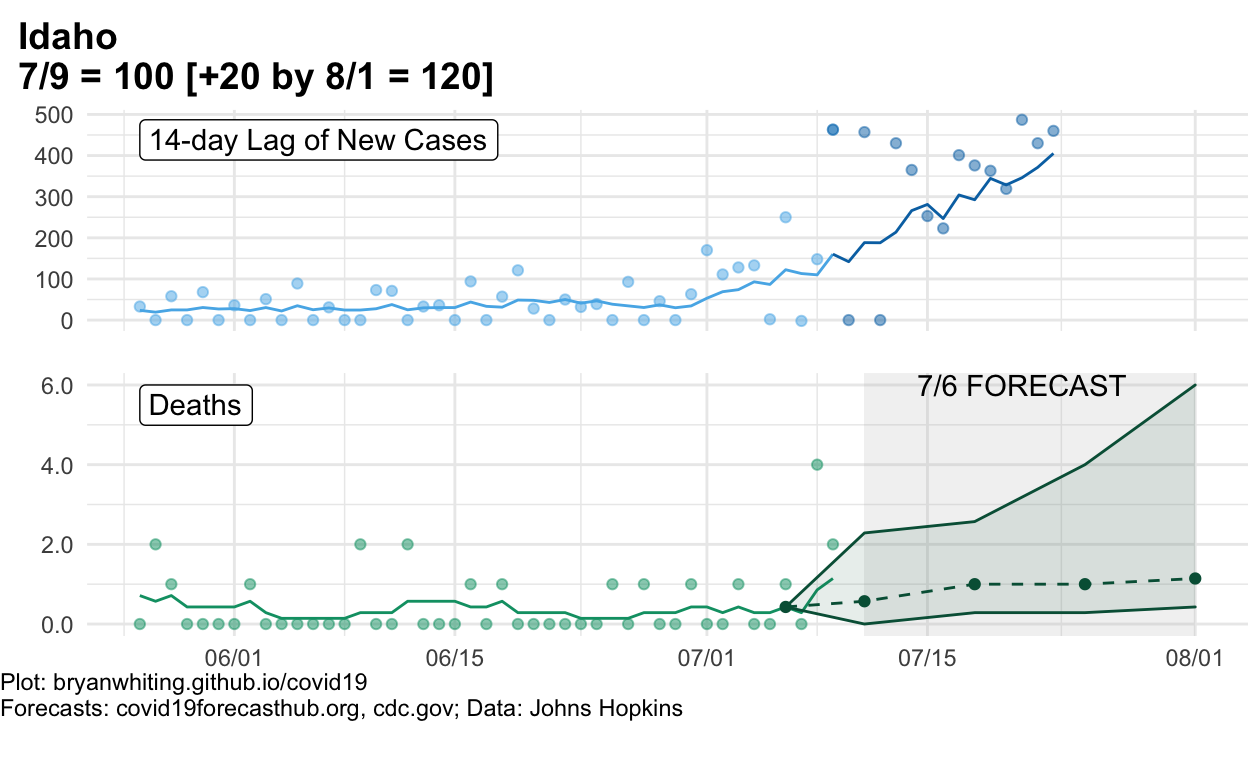 Idaho
7/9 = 100 [+20 by 8/1 = 120]
500
14-day Lag of New Cases
400
300
200
100
0
7/6 FORECAST
6.0
Deaths
4.0
2.0
0.0
06/01 06/15 07/01 07/15 08/01
Plot: bryanwhiting.github.io/covid19
Forecasts: covid19forecasthub.org, cdc.gov; Data: Johns Hopkins